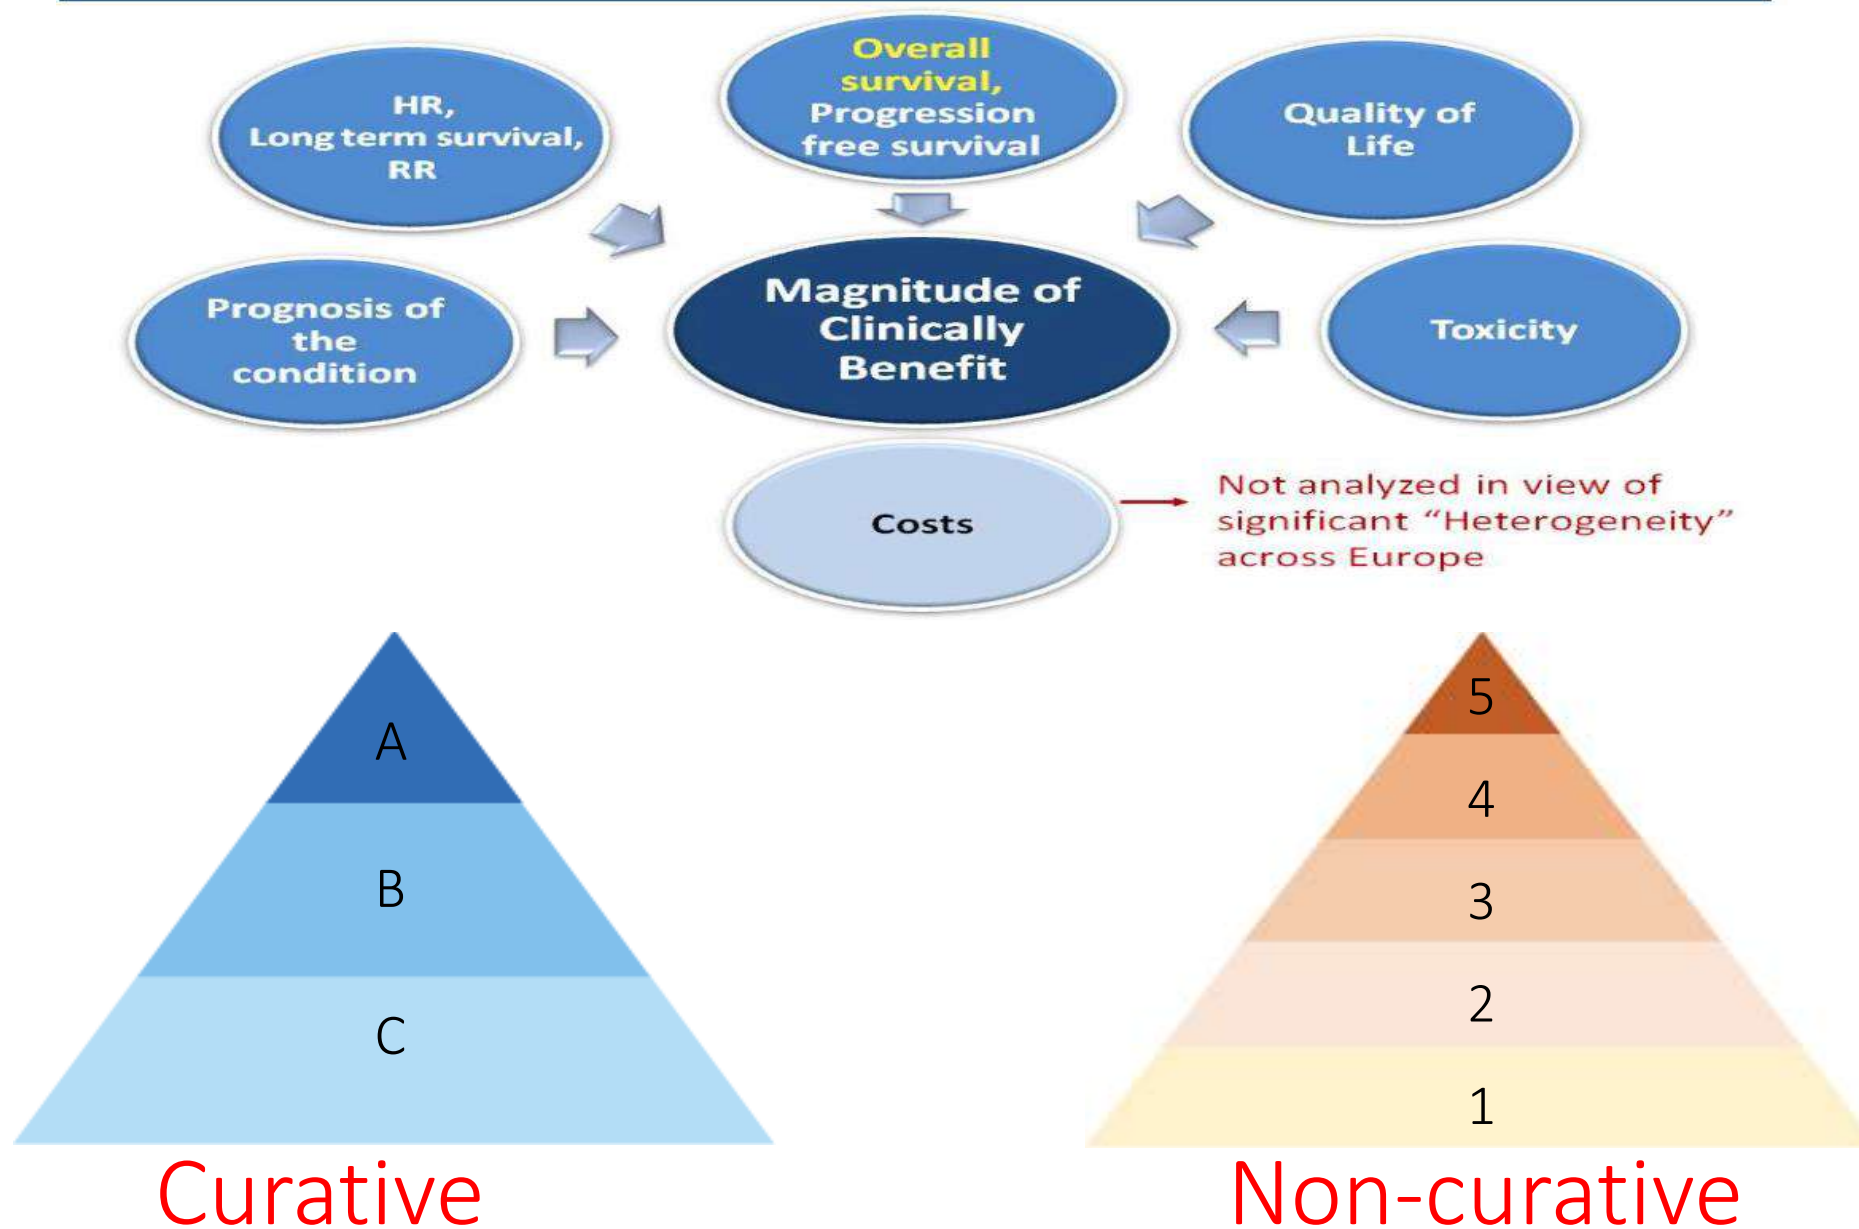 Overall
survival,
Progression
free survival
HR,
Long term survival,
RR
Quality of
Life
Prognosis of
the
condition
Magnitude of
Clinically
Benefit
Toxicity
Costs
Not analyzed in view of
significant “Heterogeneity”
across Europe
A
B
C
Curative
5
4
3
2
1
Non-curative